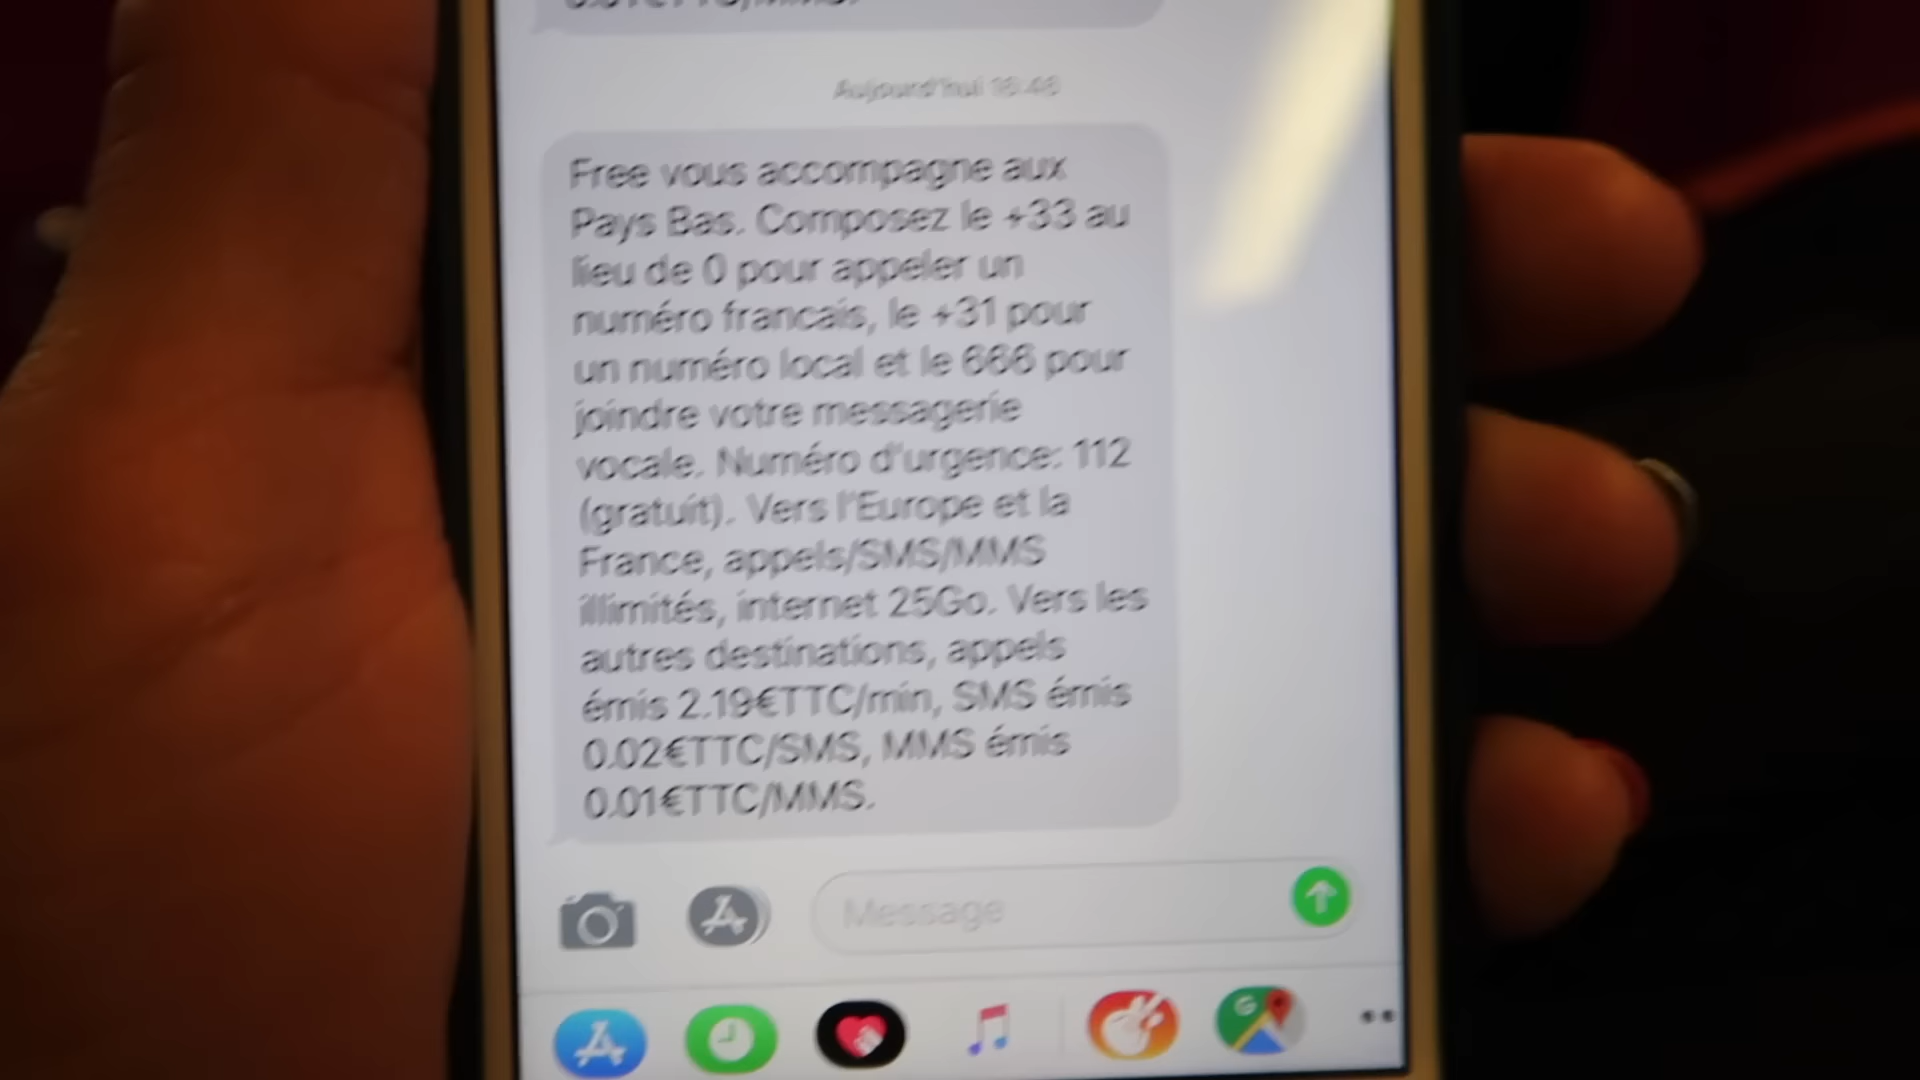 Aujourd'hui 18:46
Free vous accompagne aux
Pays Bas. Composez le +33 au
lieu de 0 pour appeler un
numéro francais, le +31 pour
un numéro local et le 666 pour
joindre votre messagerie
vocale. Numéro d'urgence: 112
(gratuit). Vers l'Europe et la
France, appels/SMS/MMS
illimités, internet 25Go. Vers les
autres destinations, appels
émis 2.19€TTC/min, SMS émis
0.02€TTC/SMS, MMS émis
0.01€TTC/MMS.
Message